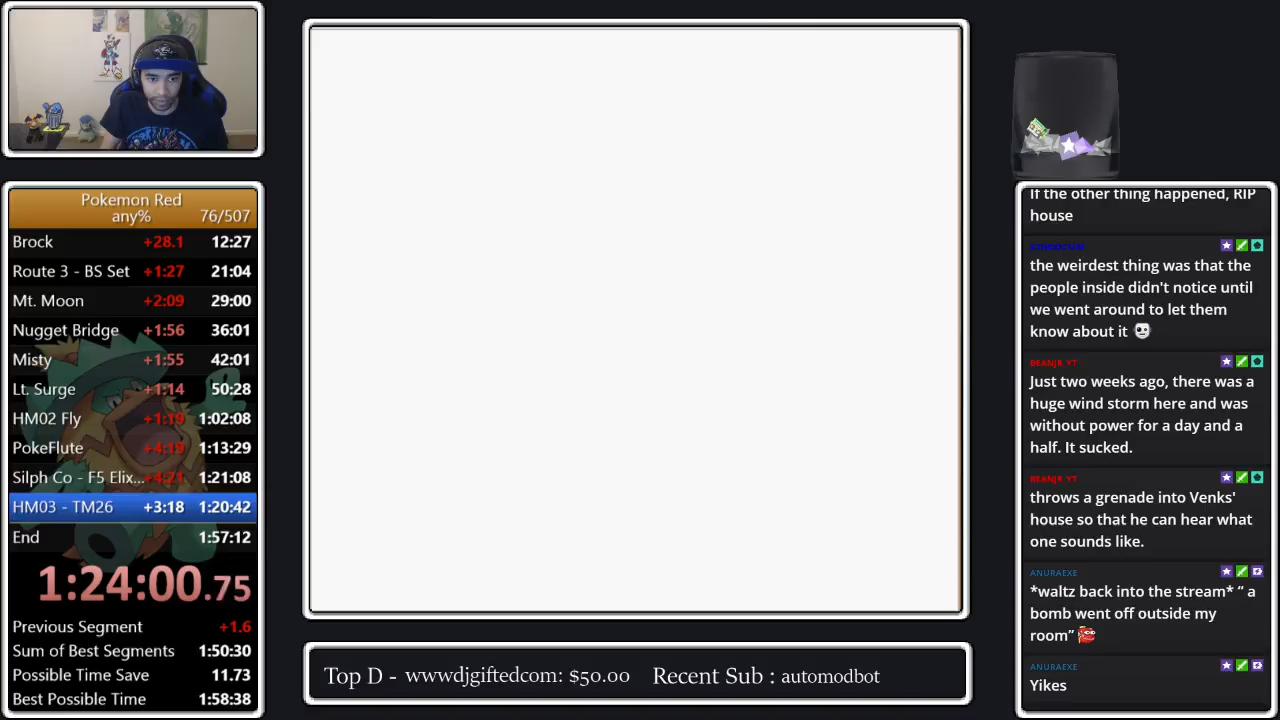 Pokemon Red
any% 76/507
Brock +28.1 12:27
Route 3 - BS Set +1:27 21:04
Mt. Moon +2:09 29:00
Nugget Bridge +1:56 36:01
Misty +1:55 42:01
Lt. Surge +1:14 50:28
HM02 Fly +1:19 1:02:08
PokeFlute +4:19 1:13:29
Silph Co - F5 Elix... +4:21 1:21:08
HM03 - TM26 +3:18 1:20:42
End 1:57:12
1:24:00.75
Previous Segment +1.6
Sum of Best Segments 1:50:30
Possible Time Save 11.73
Best Possible Time 1:58:38
Top D - wwwdjgiftedcom: $50.00 Recent Sub : automodbot
If the other thing happened, RIP
house
the weirdest thing was that the
people inside didn't notice until
we went around to let them
know about it
BEANJR_YT
Just two weeks ago, there was a
huge wind storm here and was
without power for a day and a
half. It sucked.
BEANJR_YT
throws a grenade into Venks'
house so that he can hear what
one sounds like.
ANURAEXE
*waltz back into the stream* “ a
bomb went off outside my
room”
ANURAEXE
Yikes